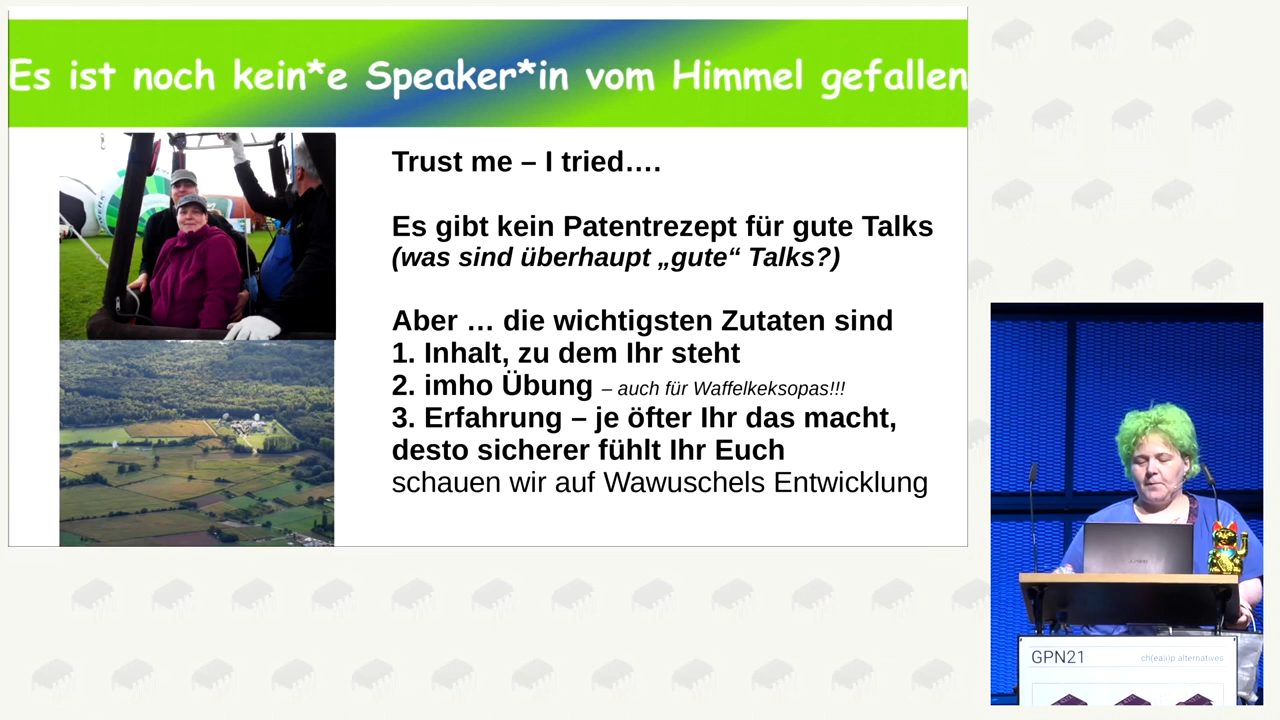 Es ist noch kein*e Speaker*in vom Himmel gefallen
Trust me – I tried….
Es gibt kein Patentrezept für gute Talks
(was sind überhaupt „gute“ Talks?)
Aber … die wichtigsten Zutaten sind
1. Inhalt, zu dem Ihr steht
2. imho Übung – auch für Waffelkeksopas!!!
3. Erfahrung – je öfter Ihr das macht,
desto sicherer fühlt Ihr Euch
schauen wir auf Wawuschels Entwicklung
GPN21
ch(ea|i)p alternatives